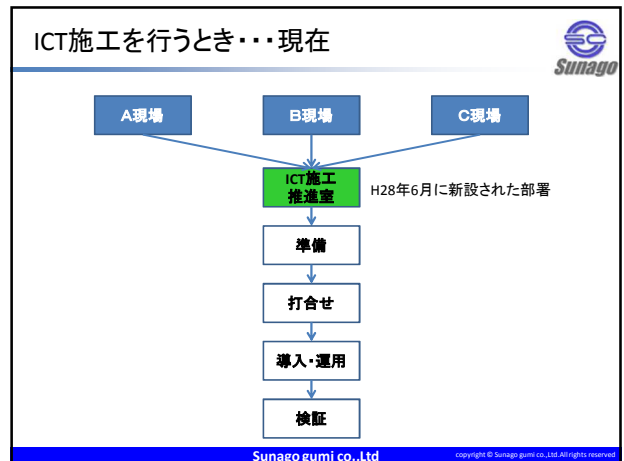 ICT施工を行うとき・・・現在
Sunago
A現場
B現場
C現場
ICT施工
推進室
H28年6月に新設された部署
準備
打合せ
導入・運用
検証
Sunago gumi co.,Ltd
copyright © Sunago gumi co.,Ltd.All rights reserved